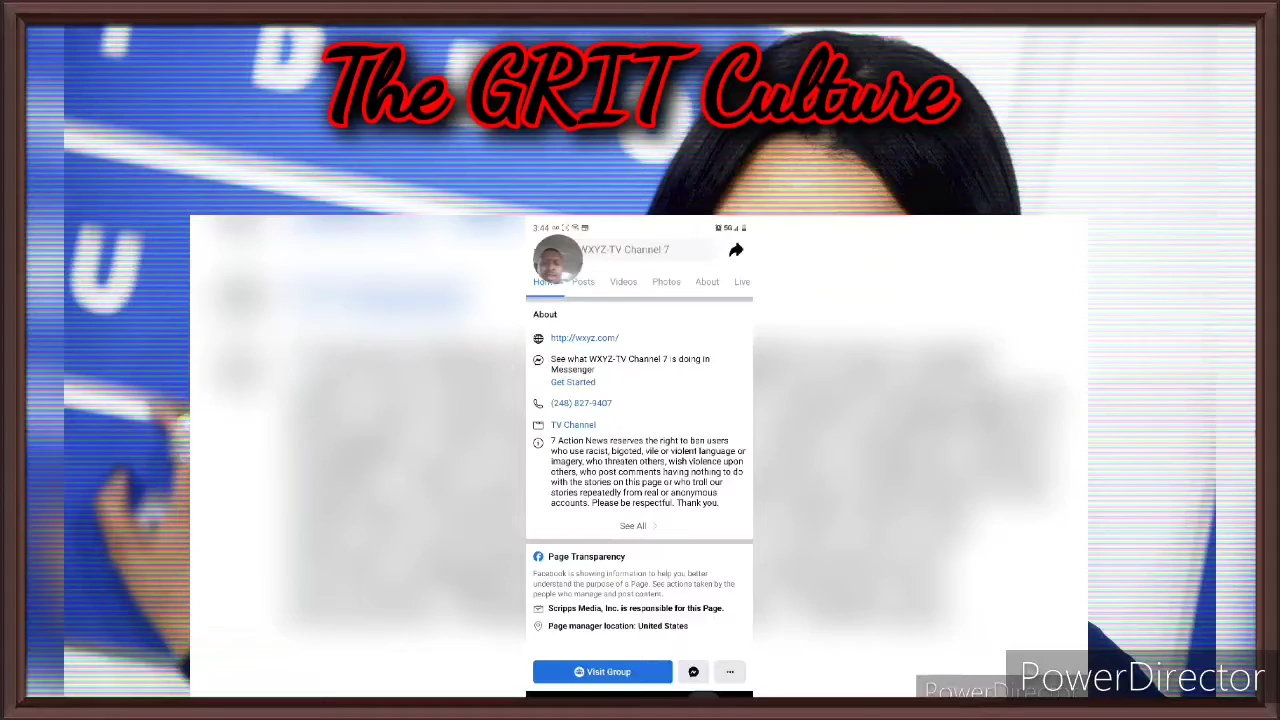 The GRIT Culture
3:44
5G
WXYZ-TV Channel 7
Home Posts Videos Photos About Live
About
http://wxyz.com/
See what WXYZ-TV Channel 7 is doing in
Messenger
Get Started
(248) 827-9407
TV Channel
7 Action News reserves the right to ban users
who use racist, bigoted, vile or violent language or
imagery, who threaten others, wish violence upon
others, who post comments having nothing to do
with the stories on this page or who troll our
stories repeatedly from real or anonymous
accounts. Please be respectful. Thank you.
See All
Page Transparency
Facebook is showing information to help you better
understand the purpose of a Page. See actions taken by the
people who manage and post content.
Scripps Media, Inc. is responsible for this Page.
Page manager location: United States
Visit Group
PowerDirector
PowerDirector